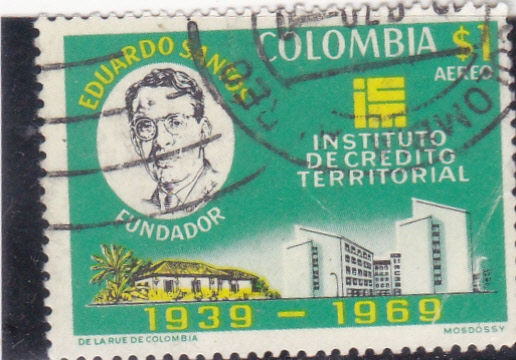 EDUARDO SANTOS
FUNDADOR
COLOMBIA $1
AEREO
INSTITUTO
DE CREDITO
TERRITORIAL
1939 - 1969
DE LA RUE DE COLOMBIA
MOSDÓSSY